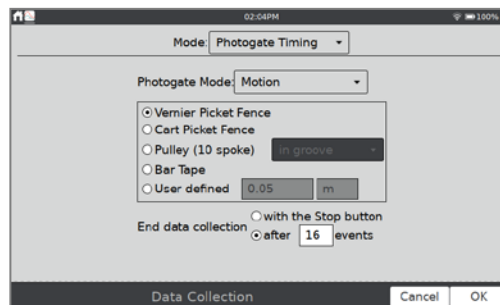 02:04PM 100%
Mode: Photogate Timing
Photogate Mode: Motion
Vernier Picket Fence
Cart Picket Fence
Pulley (10 spoke) in groove
Bar Tape
User defined 0.05 m
with the Stop button
End data collection
after 16 events
Data Collection Cancel OK